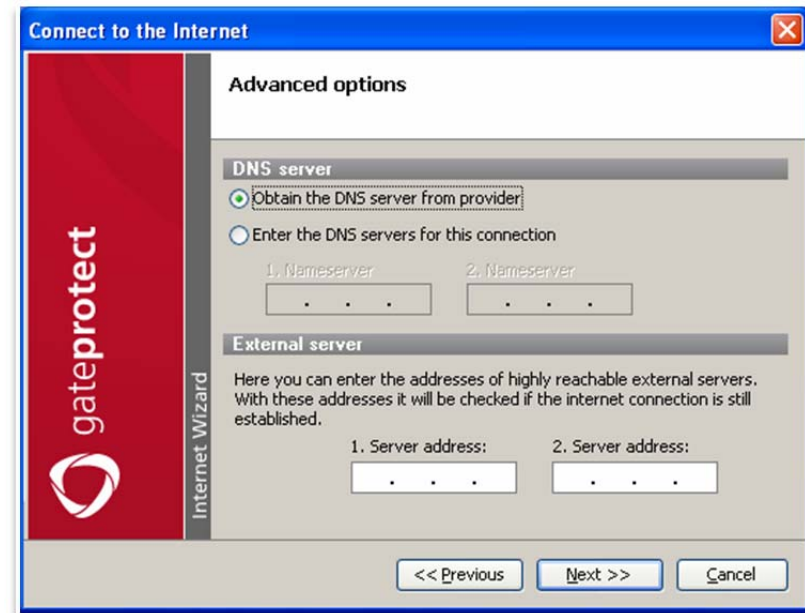 Connect to the Internet
Advanced options
DNS server
Obtain the DNS server from provider
Enter the DNS servers for this connection
1. Nameserver 2. Nameserver
. . . . . .
External server
Here you can enter the addresses of highly reachable external servers.
With these addresses it will be checked if the internet connection is still
established.
1. Server address: 2. Server address:
. . . . . .
gateprotect
Internet Wizard
<< Previous Next >> Cancel